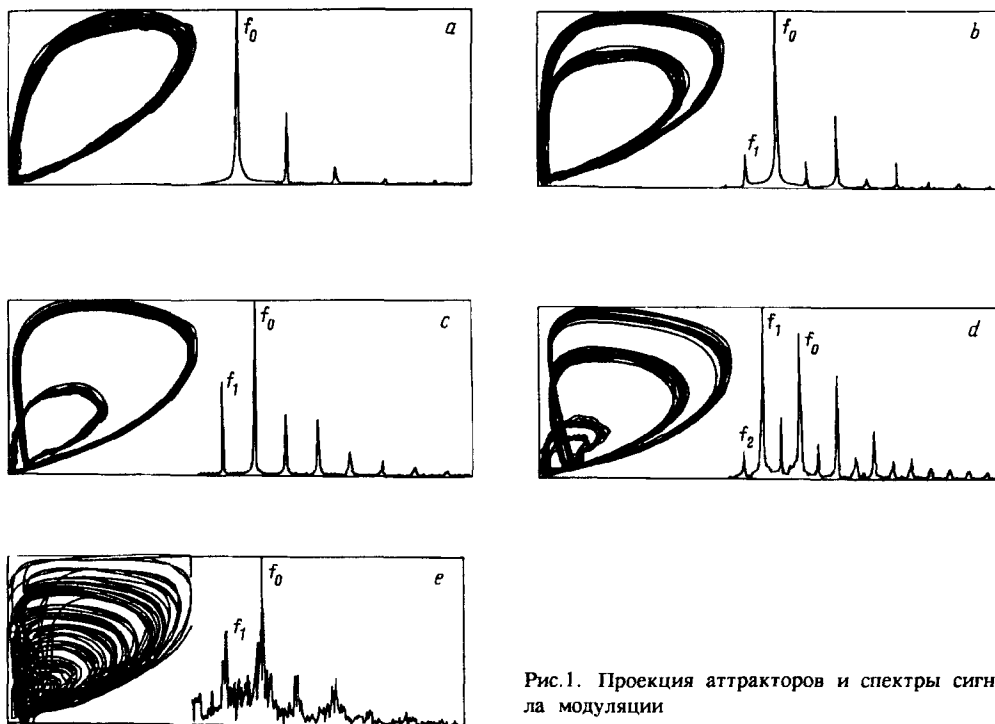 f₀
a
f₀
b
f₁
f₀
c
f₁
f₁
d
f₀
f₂
f₀
e
f₁
Рис.1. Проекция аттракторов и спектры сигн
ла модуляции